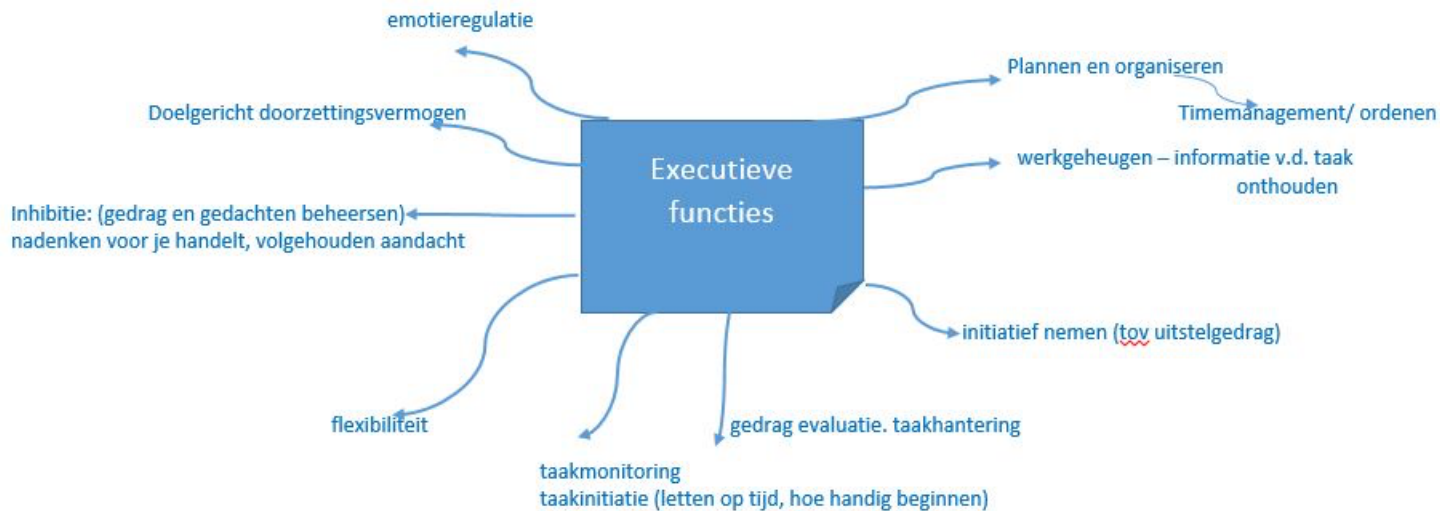 emotieregulatie
Plannen en organiseren
Doelgericht doorzettingsvermogen
Timemanagement/ ordenen
Executieve
functies
werkgeheugen – informatie v.d. taak
onthouden
Inhibitie: (gedrag en gedachten beheersen)
nadenken voor je handelt, volgehouden aandacht
initiatief nemen (tov uitstelgedrag)
flexibiliteit
gedrag evaluatie. taakhantering
taakmonitoring
taakinitiatie (letten op tijd, hoe handig beginnen)